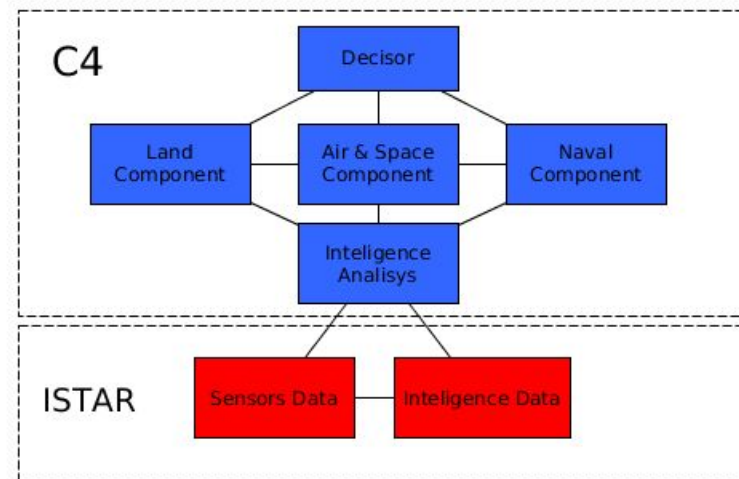 C4
Decisor
Land
Component
Air & Space
Component
Naval
Component
Inteligence
Analisys
ISTAR
Sensors Data
Inteligence Data